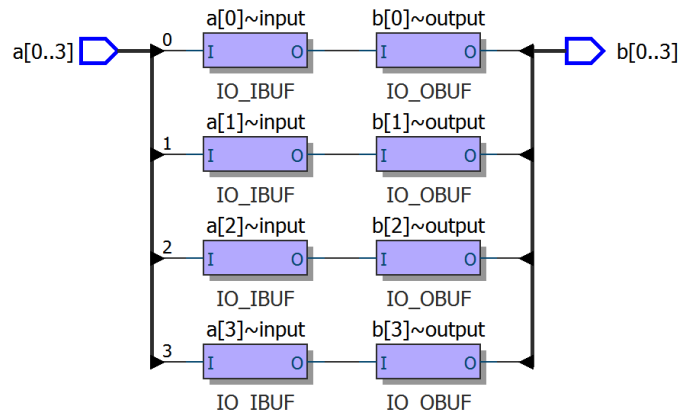 a[0]~input b[0]~output
a[0..3] 0 I O I O b[0..3]
IO_IBUF IO_OBUF
a[1]~input b[1]~output
1 I O I O
IO_IBUF IO_OBUF
a[2]~input b[2]~output
2 I O I O
IO_IBUF IO_OBUF
a[3]~input b[3]~output
3 I O I O
IO_IBUF IO_OBUF